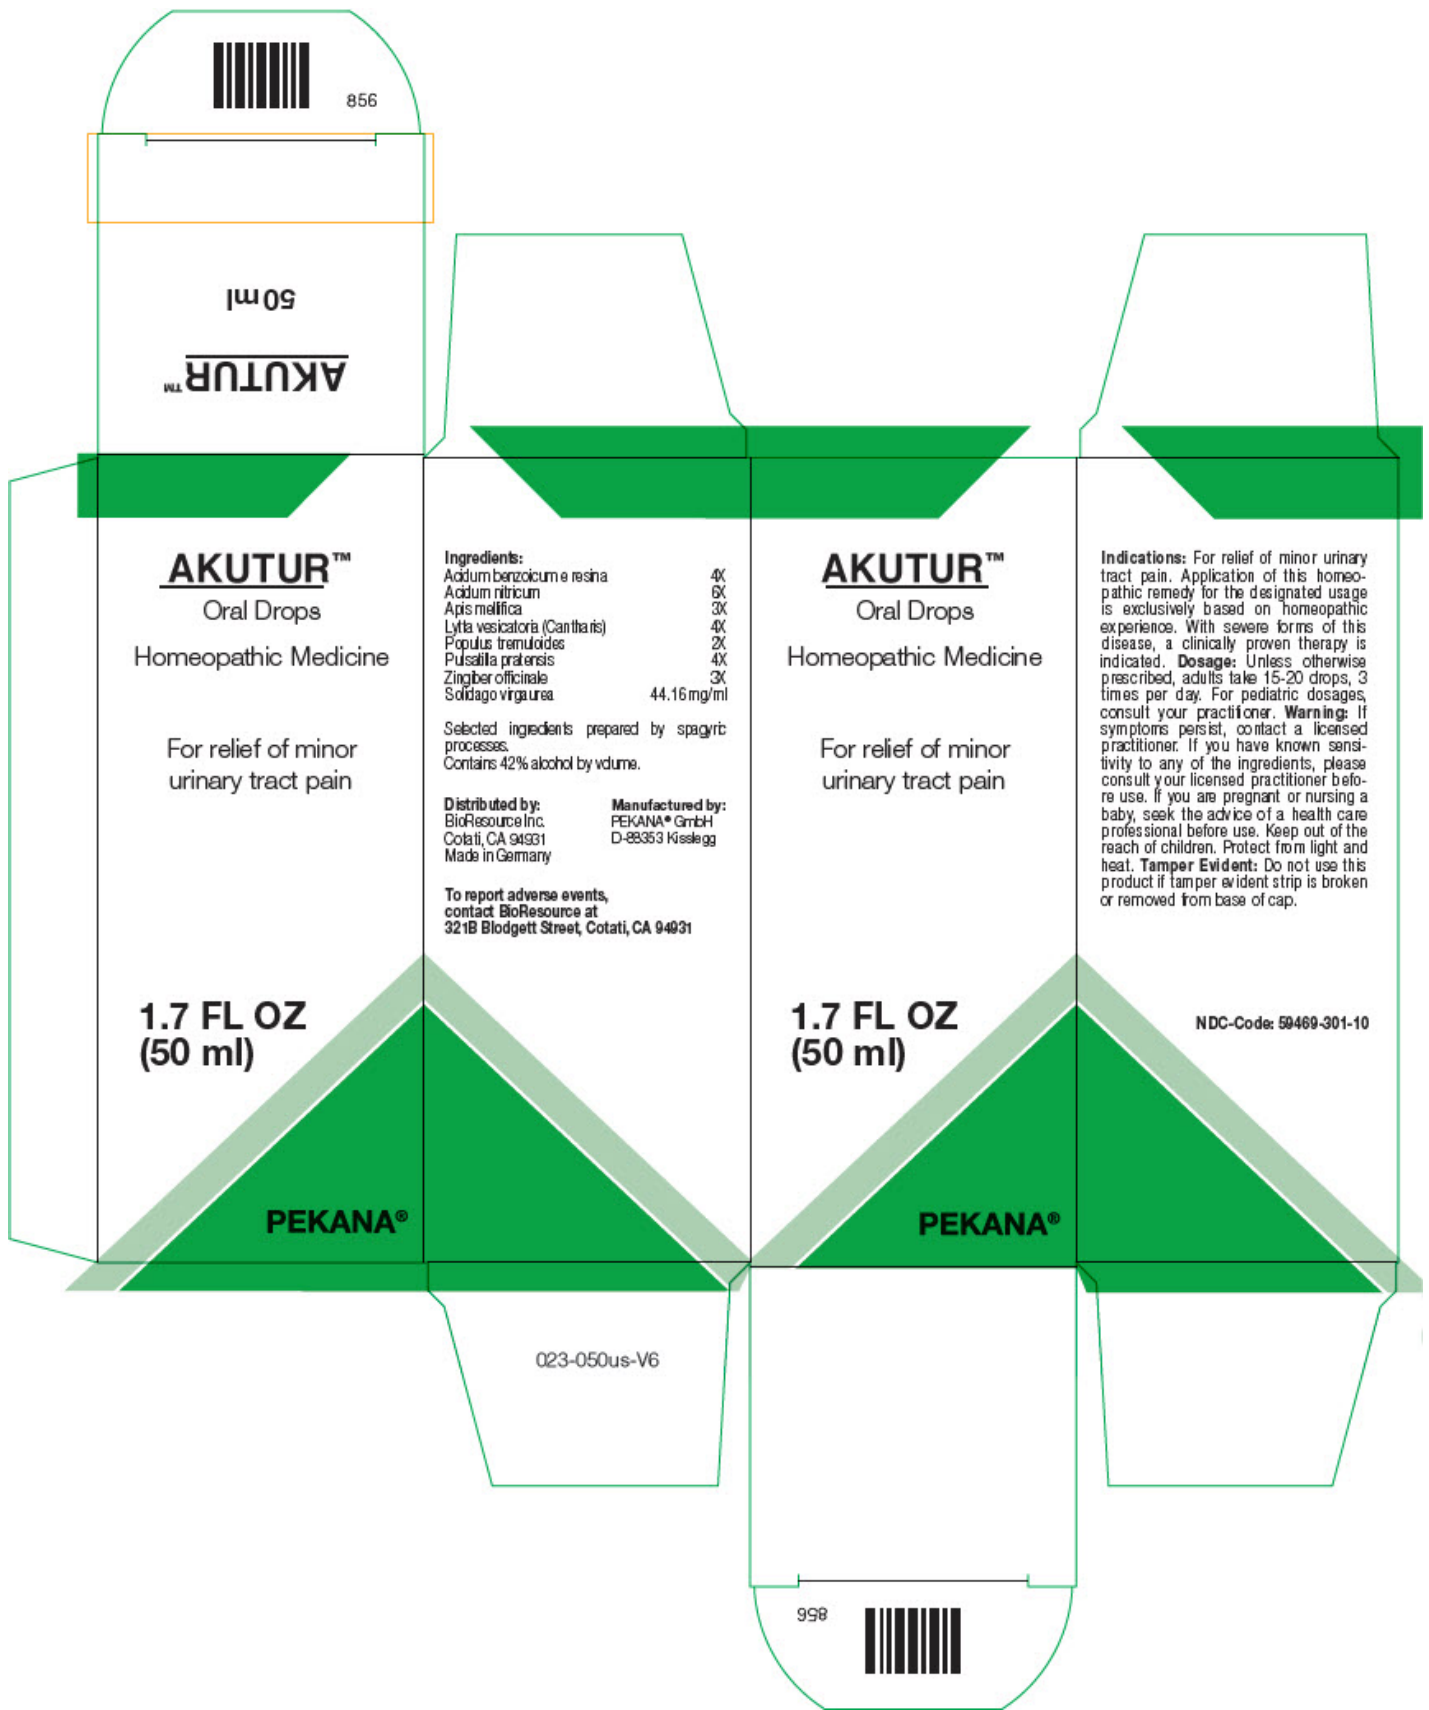 856
50 ml
AKUTUR™
AKUTUR™
Oral Drops
Homeopathic Medicine
For relief of minor
urinary tract pain
1.7 FL OZ
(50 ml)
PEKANA®
Ingredients:
Acidum benzoicum e resina 4X
Acidum nitricum 6X
Apis mellifica 3X
Lytta vesicatoria (Cantharis) 4X
Populus tremuloides 2X
Pulsatilla pratensis 4X
Zingiber officinale 3X
Solidago virgaurea 44.16 mg/ml
Selected ingredients prepared by spagyric
processes.
Contains 42% alcohol by volume.
Distributed by:
BioResource Inc.
Cotati, CA 94931
Made in Germany
Manufactured by:
PEKANA® GmbH
D-88353 Kisslegg
To report adverse events,
contact BioResource at
321B Blodgett Street, Cotati, CA 94931
023-050us-V6
AKUTUR™
Oral Drops
Homeopathic Medicine
For relief of minor
urinary tract pain
1.7 FL OZ
(50 ml)
PEKANA®
856
Indications: For relief of minor urinary
tract pain. Application of this homeo-
pathic remedy for the designated usage
is exclusively based on homeopathic
experience. With severe forms of this
disease, a clinically proven therapy is
indicated. Dosage: Unless otherwise
prescribed, adults take 15-20 drops, 3
times per day. For pediatric dosages,
consult your practitioner. Warning: If
symptoms persist, contact a licensed
practitioner. If you have known sensi-
tivity to any of the ingredients, please
consult your licensed practitioner befo-
re use. If you are pregnant or nursing a
baby, seek the advice of a health care
professional before use. Keep out of the
reach of children. Protect from light and
heat. Tamper Evident: Do not use this
product if tamper evident strip is broken
or removed from base of cap.
NDC-Code: 59469-301-10